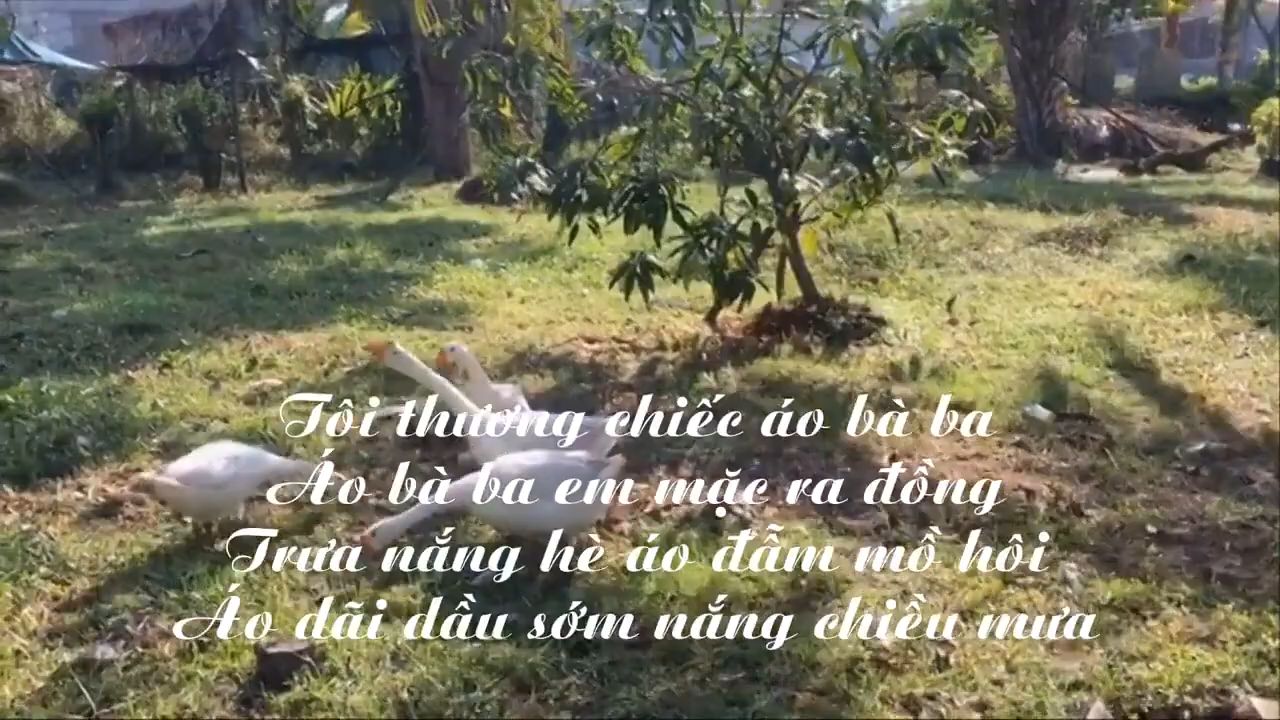 Tôi thương chiếc áo bà ba
Áo bà ba em mặc ra đồng
Trưa nắng hè áo đẫm mồ hôi
Áo dãi dầu sớm nắng chiều mưa